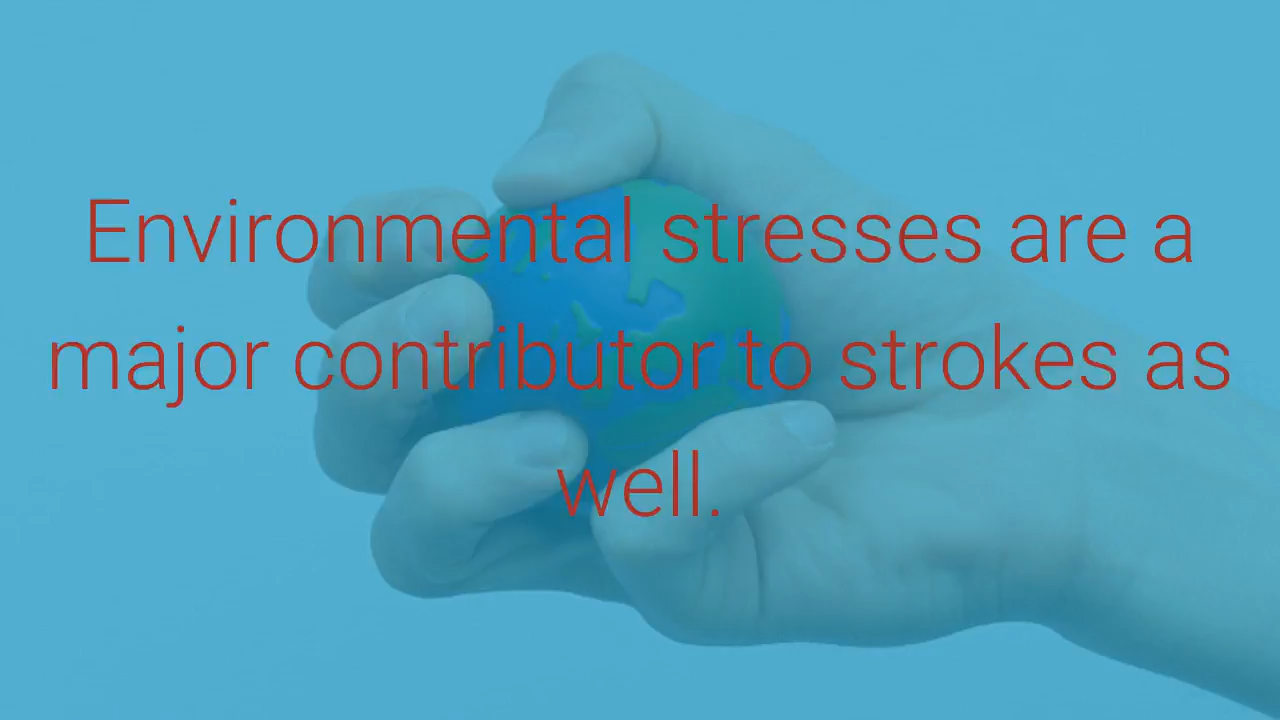 Environmental stresses are a
major contributor to strokes as
well.